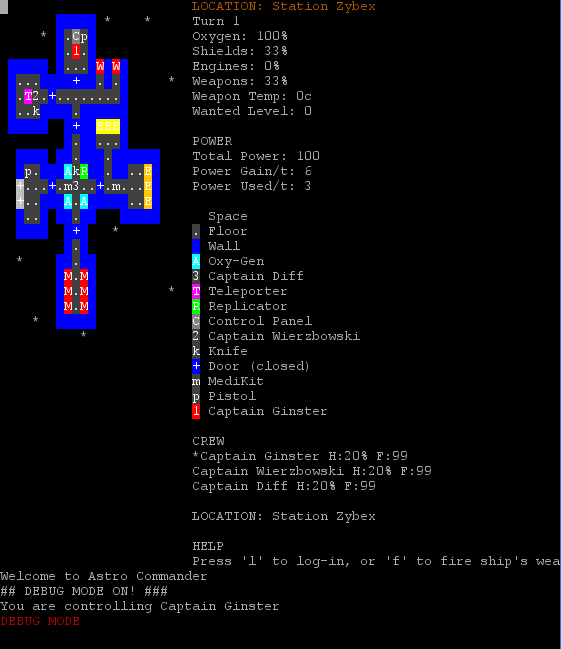 LOCATION: Station Zybex
Turn 1
Oxygen: 100%
Shields: 33%
Engines: 0%
Weapons: 33%
Weapon Temp: 0c
Wanted Level: 0
POWER
Total Power: 100
Power Gain/t: 6
Power Used/t: 3
Space
. Floor
Wall
A Oxy-Gen
3 Captain Diff
T Teleporter
R Replicator
C Control Panel
2 Captain Wierzbowski
k Knife
+ Door (closed)
m MediKit
p Pistol
1 Captain Ginster
CREW
*Captain Ginster H:20% F:99
Captain Wierzbowski H:20% F:99
Captain Diff H:20% F:99
LOCATION: Station Zybex
HELP
Press 'l' to log-in, or 'f' to fire ship's wea
Welcome to Astro Commander
## DEBUG MODE ON! ###
You are controlling Captain Ginster
DEBUG MODE